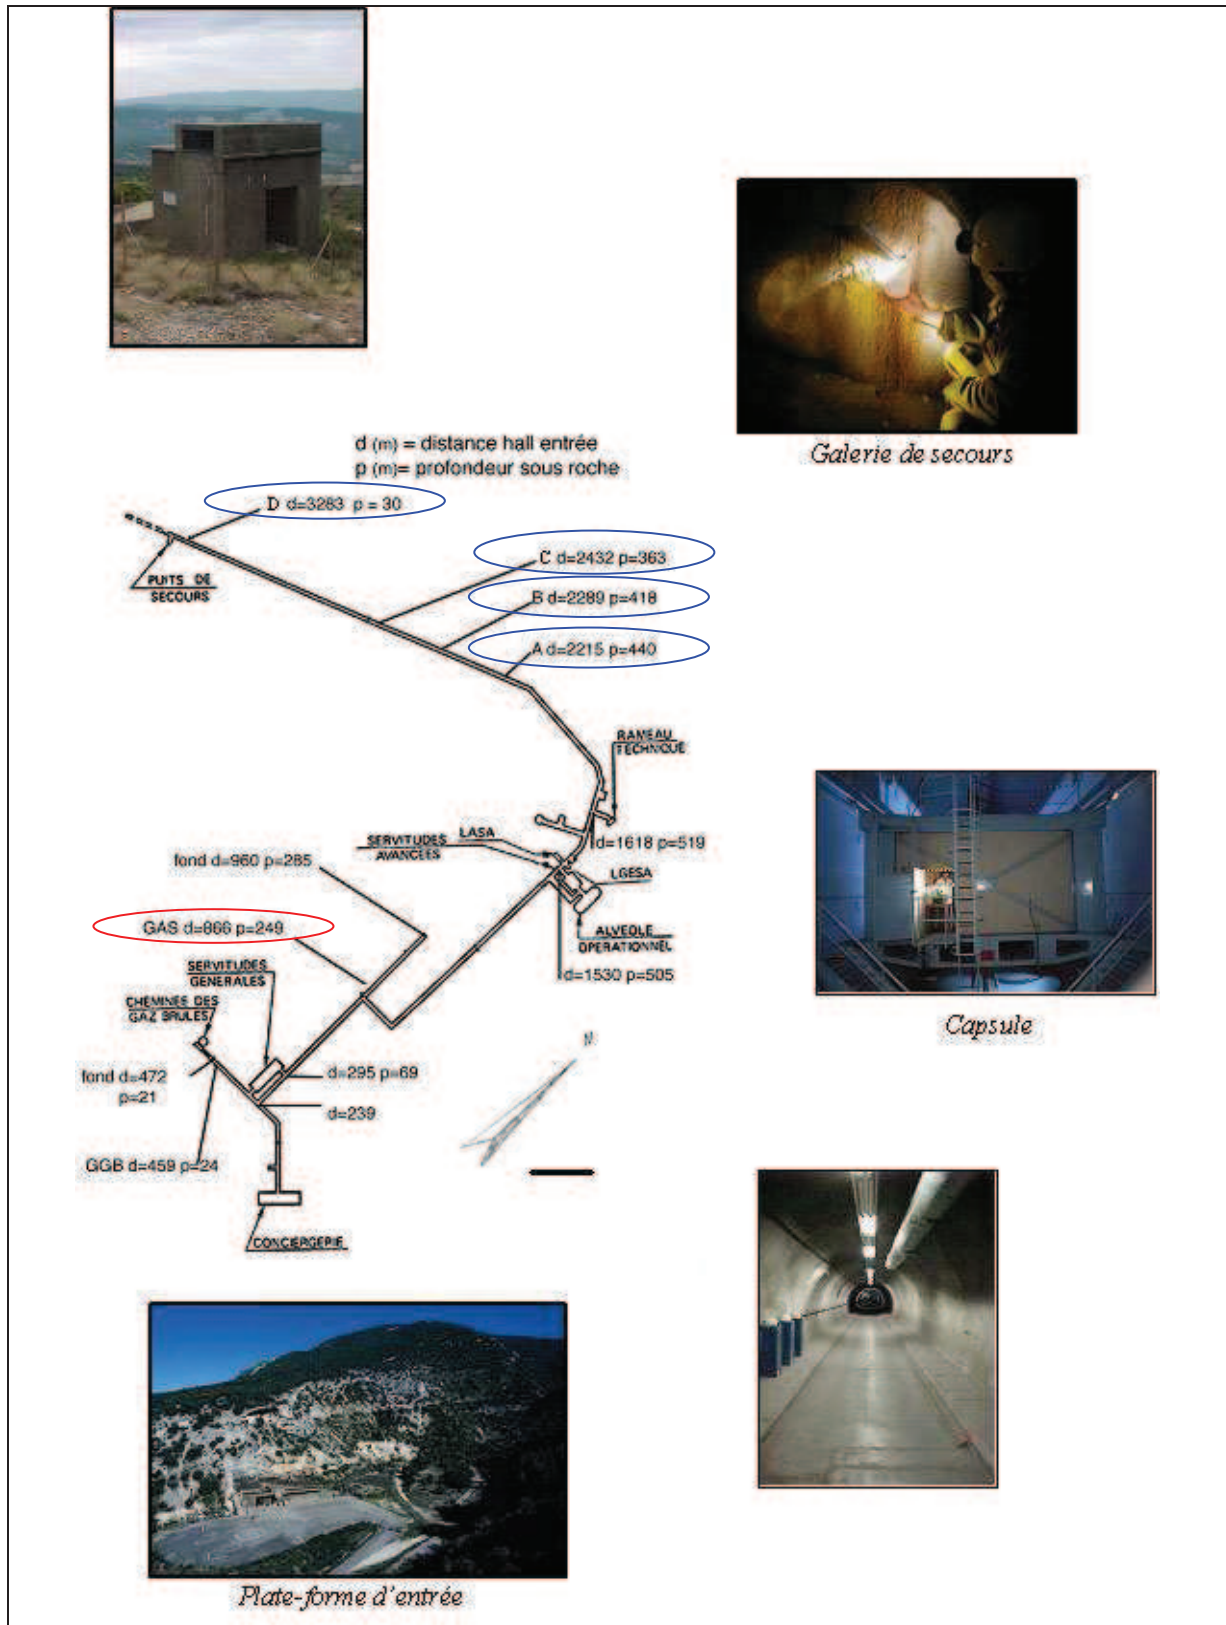 Galerie de secours
d (m) = distance hall entrée
p (m)= profondeur sous roche
D d=3283 p = 30
C d=2432 p=363
B d=2289 p=418
A d=2215 p=440
PUITS DE
SECOURS
RAMEAU
TECHNIQUE
d=1618 p=519
LASA
SERVITUDES
AVANCÉES
LGESA
fond d=960 p=285
ALVEOLE
OPERATIONNEL
GAS d=866 p=249
d=1530 p=505
SERVITUDES
GENERALES
CHEMINEE DES
GAZ BRULES
Capsule
N
fond d=472
p=21
d=295 p=69
d=239
GGB d=459 p=24
CONCIERGERIE
Plate-forme d'entrée